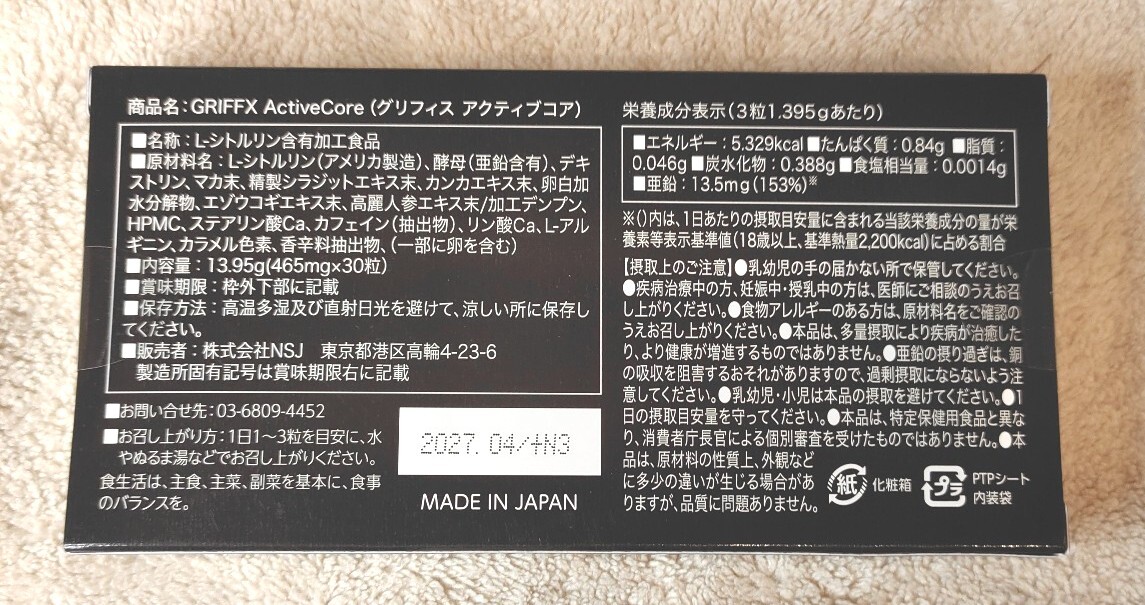 商品名：GRIFFX ActiveCore（グリフィス アクティブコア）
■名称：L-シトルリン含有加工食品
■原材料名：L-シトルリン（アメリカ製造）、酵母（亜鉛含有）、デキ
ストリン、マカ末、精製シラジットエキス末、カンカエキス末、卵白加
水分解物、エゾウコギエキス末、高麗人参エキス末/加工デンプン、
HPMC、ステアリン酸Ca、カフェイン（抽出物）、リン酸Ca、L-アル
ギニン、カラメル色素、香辛料抽出物、（一部に卵を含む）
■内容量：13.95g(465mg×30粒)
■賞味期限：枠外下部に記載
■保存方法：高温多湿及び直射日光を避けて、涼しい所に保存し
てください。
■販売者：株式会社NSJ　東京都港区高輪4-23-6
製造所固有記号は賞味期限右に記載
■お問い合せ先：03-6809-4452
■お召し上がり方：1日1〜3粒を目安に、水
やぬるま湯などでお召し上がりください。
食生活は、主食、主菜、副菜を基本に、食事
のバランスを。
2027. 04/4N3
MADE IN JAPAN
栄養成分表示（3粒1.395gあたり）
■エネルギー：5.329kcal ■たんぱく質：0.84g ■脂質：
0.046g ■炭水化物：0.388g ■食塩相当量：0.0014g
■亜鉛：13.5mg（153%）※
※()内は、1日あたりの摂取目安量に含まれる当該栄養成分の量が栄
養素等表示基準値（18歳以上、基準熱量2,200kcal）に占める割合
【摂取上のご注意】●乳幼児の手の届かない所で保管してください。
●疾病治療中の方、妊娠中・授乳中の方は、医師にご相談のうえお召
し上がりください。●食物アレルギーのある方は、原材料名をご確認の
うえお召し上がりください。●本品は、多量摂取により疾病が治癒した
り、より健康が増進するものではありません。●亜鉛の摂り過ぎは、銅
の吸収を阻害するおそれがありますので、過剰摂取にならないよう注
意してください。●乳幼児・小児は本品の摂取を避けてください。●1
日の摂取目安量を守ってください。●本品は、特定保健用食品と異な
り、消費者庁長官による個別審査を受けたものではありません。●本
品は、原材料の性質上、外観など
に多少の違いが生じる場合があ
りますが、品質に問題ありません。
紙 化粧箱
プラ PTPシート
内装袋